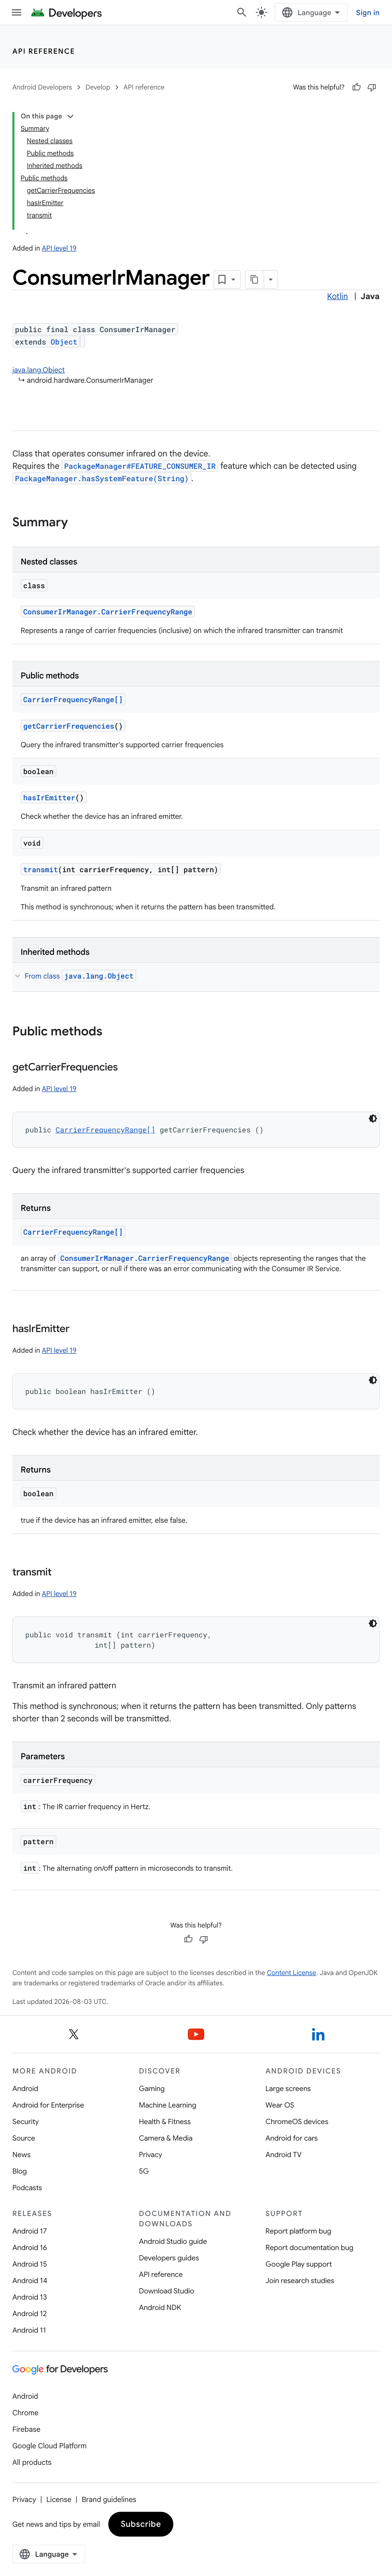 Developers
Language
Sign in
API REFERENCE
Android Developers > Develop > API reference
Was this helpful?
On this page
Summary
Nested classes
Public methods
Inherited methods
Public methods
getCarrierFrequencies
hasIrEmitter
transmit
Added in API level 19
ConsumerIrManager
Kotlin | Java
public final class ConsumerIrManager
extends Object
java.lang.Object
↳ android.hardware.ConsumerIrManager
Class that operates consumer infrared on the device.
Requires the PackageManager#FEATURE_CONSUMER_IR feature which can be detected using
PackageManager.hasSystemFeature(String).
Summary
Nested classes
class
ConsumerIrManager.CarrierFrequencyRange
Represents a range of carrier frequencies (inclusive) on which the infrared transmitter can transmit
Public methods
CarrierFrequencyRange[]
getCarrierFrequencies()
Query the infrared transmitter's supported carrier frequencies
boolean
hasIrEmitter()
Check whether the device has an infrared emitter.
void
transmit(int carrierFrequency, int[] pattern)
Transmit an infrared pattern
This method is synchronous; when it returns the pattern has been transmitted.
Inherited methods
From class java.lang.Object
Public methods
getCarrierFrequencies
Added in API level 19
public CarrierFrequencyRange[] getCarrierFrequencies ()
Query the infrared transmitter's supported carrier frequencies
Returns
CarrierFrequencyRange[]
an array of ConsumerIrManager.CarrierFrequencyRange objects representing the ranges that the
transmitter can support, or null if there was an error communicating with the Consumer IR Service.
hasIrEmitter
Added in API level 19
public boolean hasIrEmitter ()
Check whether the device has an infrared emitter.
Returns
boolean
true if the device has an infrared emitter, else false.
transmit
Added in API level 19
public void transmit (int carrierFrequency,
int[] pattern)
Transmit an infrared pattern
This method is synchronous; when it returns the pattern has been transmitted. Only patterns
shorter than 2 seconds will be transmitted.
Parameters
carrierFrequency
int: The IR carrier frequency in Hertz.
pattern
int: The alternating on/off pattern in microseconds to transmit.
Was this helpful?
Content and code samples on this page are subject to the licenses described in the Content License. Java and OpenJDK
are trademarks or registered trademarks of Oracle and/or its affiliates.
Last updated 2026-08-03 UTC.
MORE ANDROID
Android
Android for Enterprise
Security
Source
News
Blog
Podcasts
DISCOVER
Gaming
Machine Learning
Health & Fitness
Camera & Media
Privacy
5G
ANDROID DEVICES
Large screens
Wear OS
ChromeOS devices
Android for cars
Android TV
RELEASES
Android 17
Android 16
Android 15
Android 14
Android 13
Android 12
Android 11
DOCUMENTATION AND
DOWNLOADS
Android Studio guide
Developers guides
API reference
Download Studio
Android NDK
SUPPORT
Report platform bug
Report documentation bug
Google Play support
Join research studies
Google for Developers
Android
Chrome
Firebase
Google Cloud Platform
All products
Privacy | License | Brand guidelines
Get news and tips by email Subscribe
Language